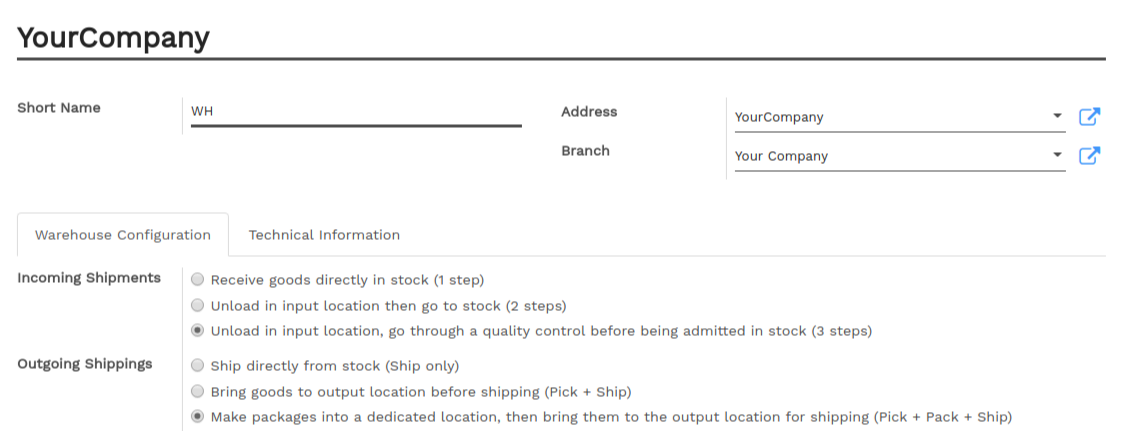 YourCompany
Short Name
WH
Address
YourCompany
Branch
Your Company
Warehouse Configuration
Technical Information
Incoming Shipments
Receive goods directly in stock (1 step)
Unload in input location then go to stock (2 steps)
Unload in input location, go through a quality control before being admitted in stock (3 steps)
Outgoing Shippings
Ship directly from stock (Ship only)
Bring goods to output location before shipping (Pick + Ship)
Make packages into a dedicated location, then bring them to the output location for shipping (Pick + Pack + Ship)